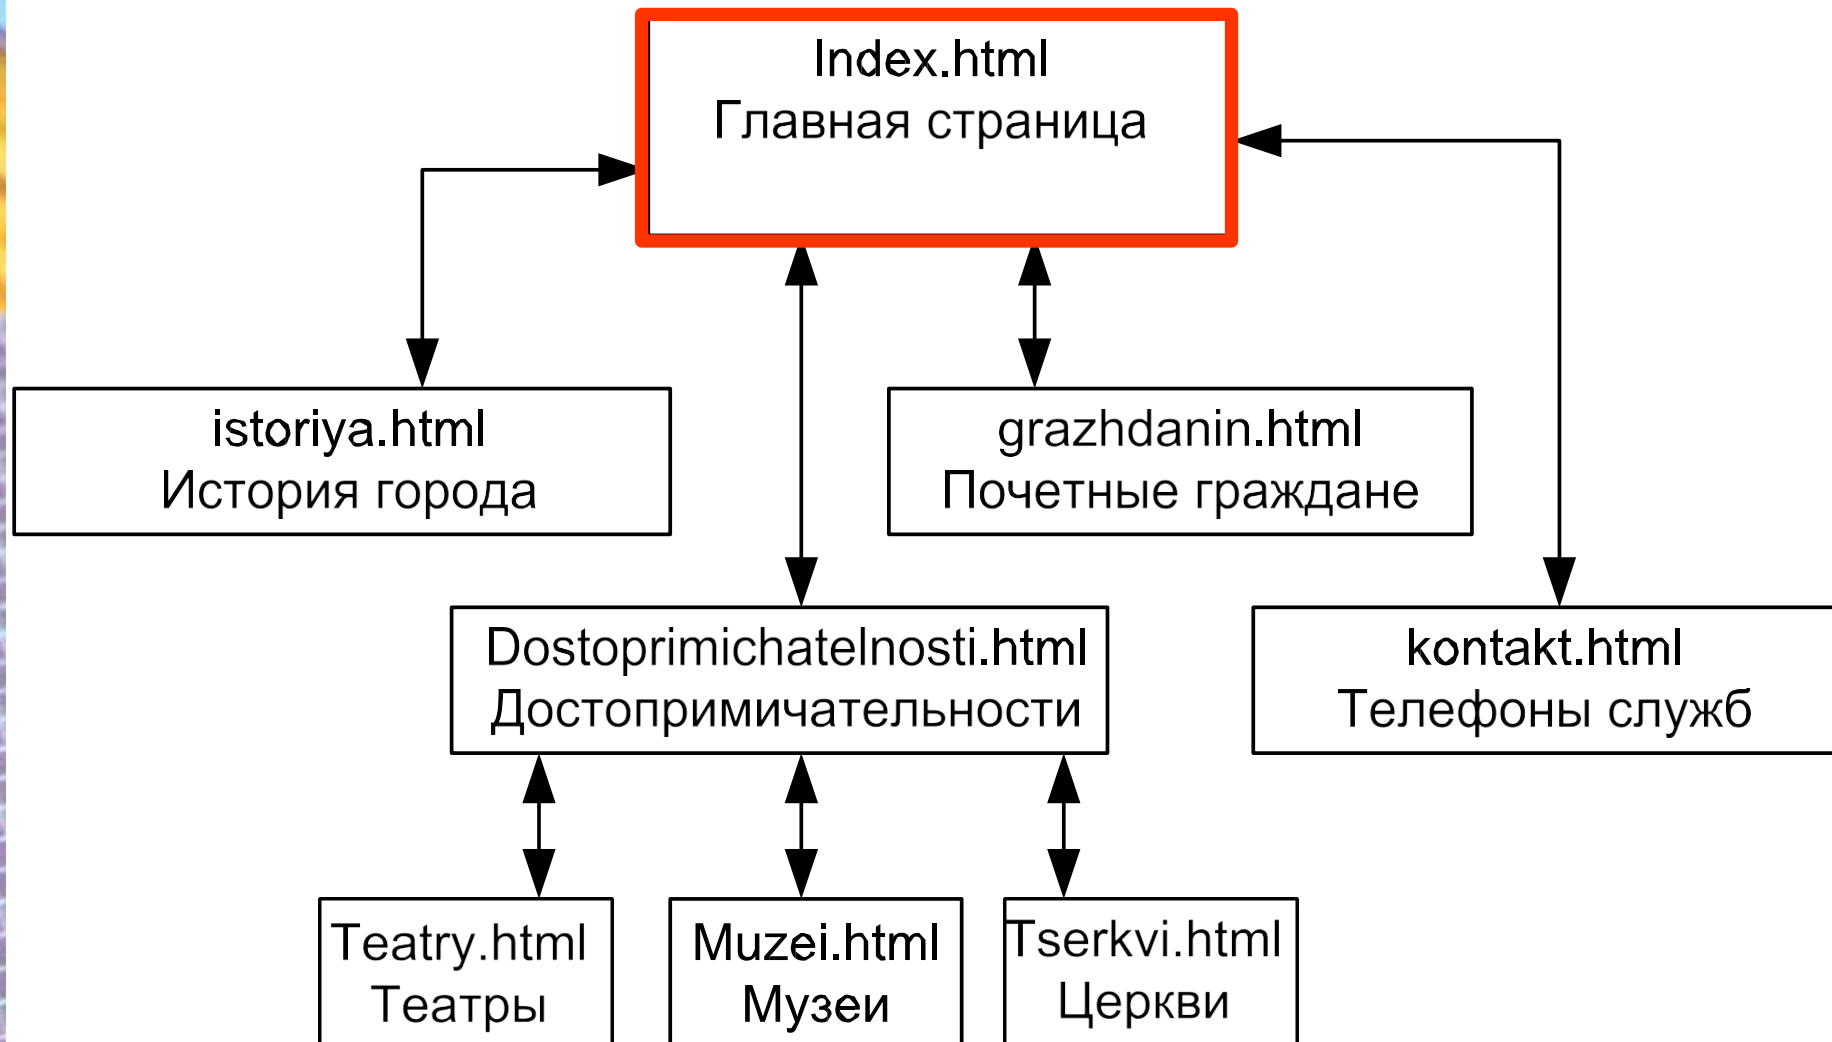 Index.html
Главная страница
istoriya.html
История города
grazhdanin.html
Почетные граждане
Dostoprimichatelnosti.html
Достопримичательности
kontakt.html
Телефоны служб
Teatry.html
Театры
Muzei.html
Музеи
Tserkvi.html
Церкви